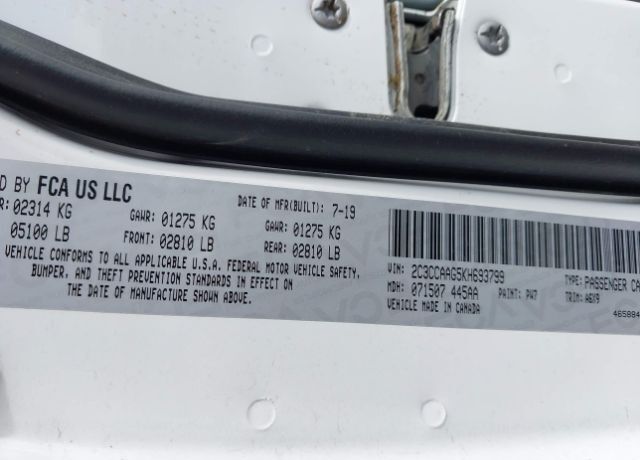 D BY FCA US LLC
DATE OF MFR(BUILT): 7-19
R: 02314 KG GAWR: 01275 KG GAWR: 01275 KG
05100 LB FRONT: 02810 LB REAR: 02810 LB
VEHICLE CONFORMS TO ALL APPLICABLE U.S.A. FEDERAL MOTOR VEHICLE SAFETY,
BUMPER, AND THEFT PREVENTION STANDARDS IN EFFECT ON
THE DATE OF MANUFACTURE SHOWN ABOVE.
VIN: 2C3CCAAG5KH693799
TYPE: PASSENGER CA
MDH: 071507 445AA PAINT: PW7 TRIM: A6X9
VEHICLE MADE IN CANADA
465884